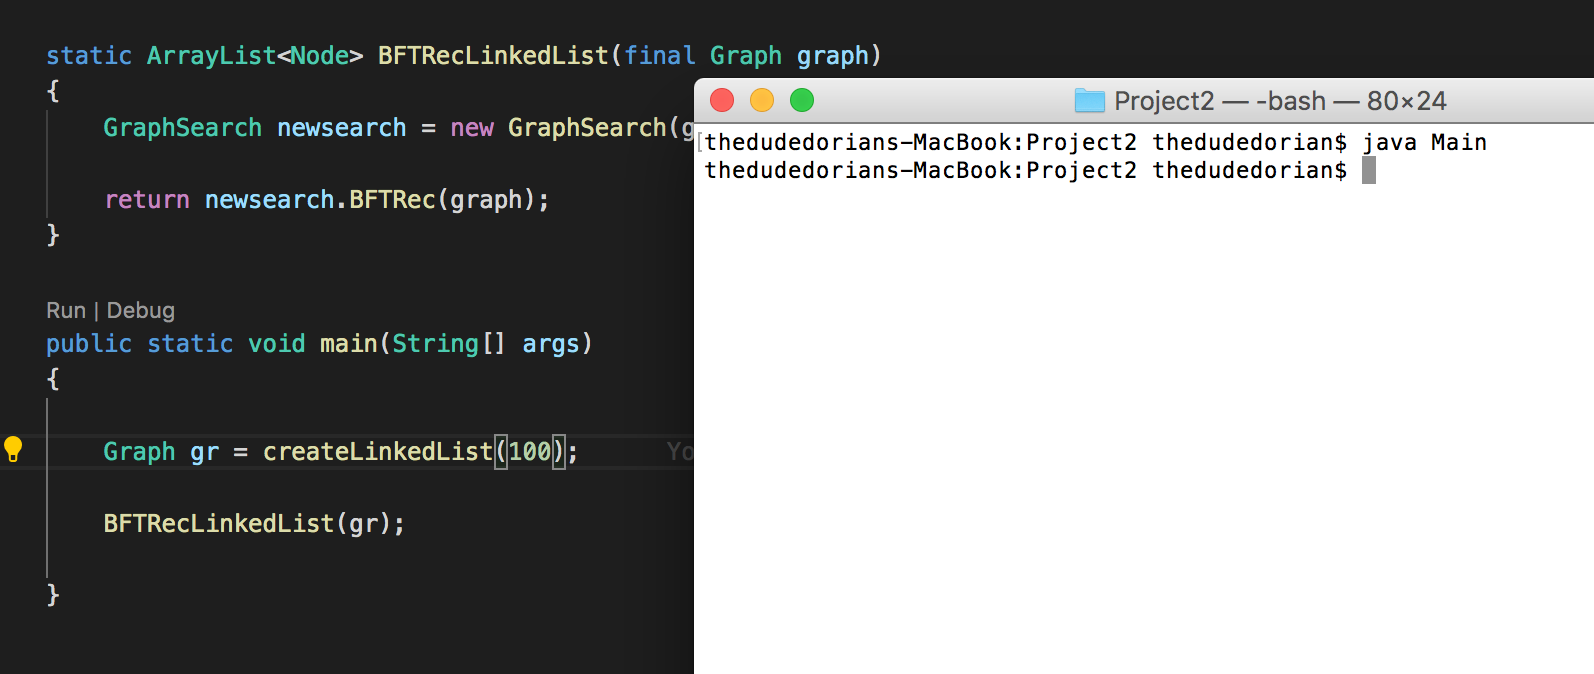 static ArrayList<Node> BFTRecLinkedList(final Graph graph)
{
GraphSearch newsearch = new GraphSearch(g
return newsearch.BFTRec(graph);
}
Run | Debug
public static void main(String[] args)
{
Graph gr = createLinkedList(100); Yo
BFTRecLinkedList(gr);
}
Project2 — -bash — 80×24
thedudedorians-MacBook:Project2 thedudedorian$ java Main
thedudedorians-MacBook:Project2 thedudedorian$